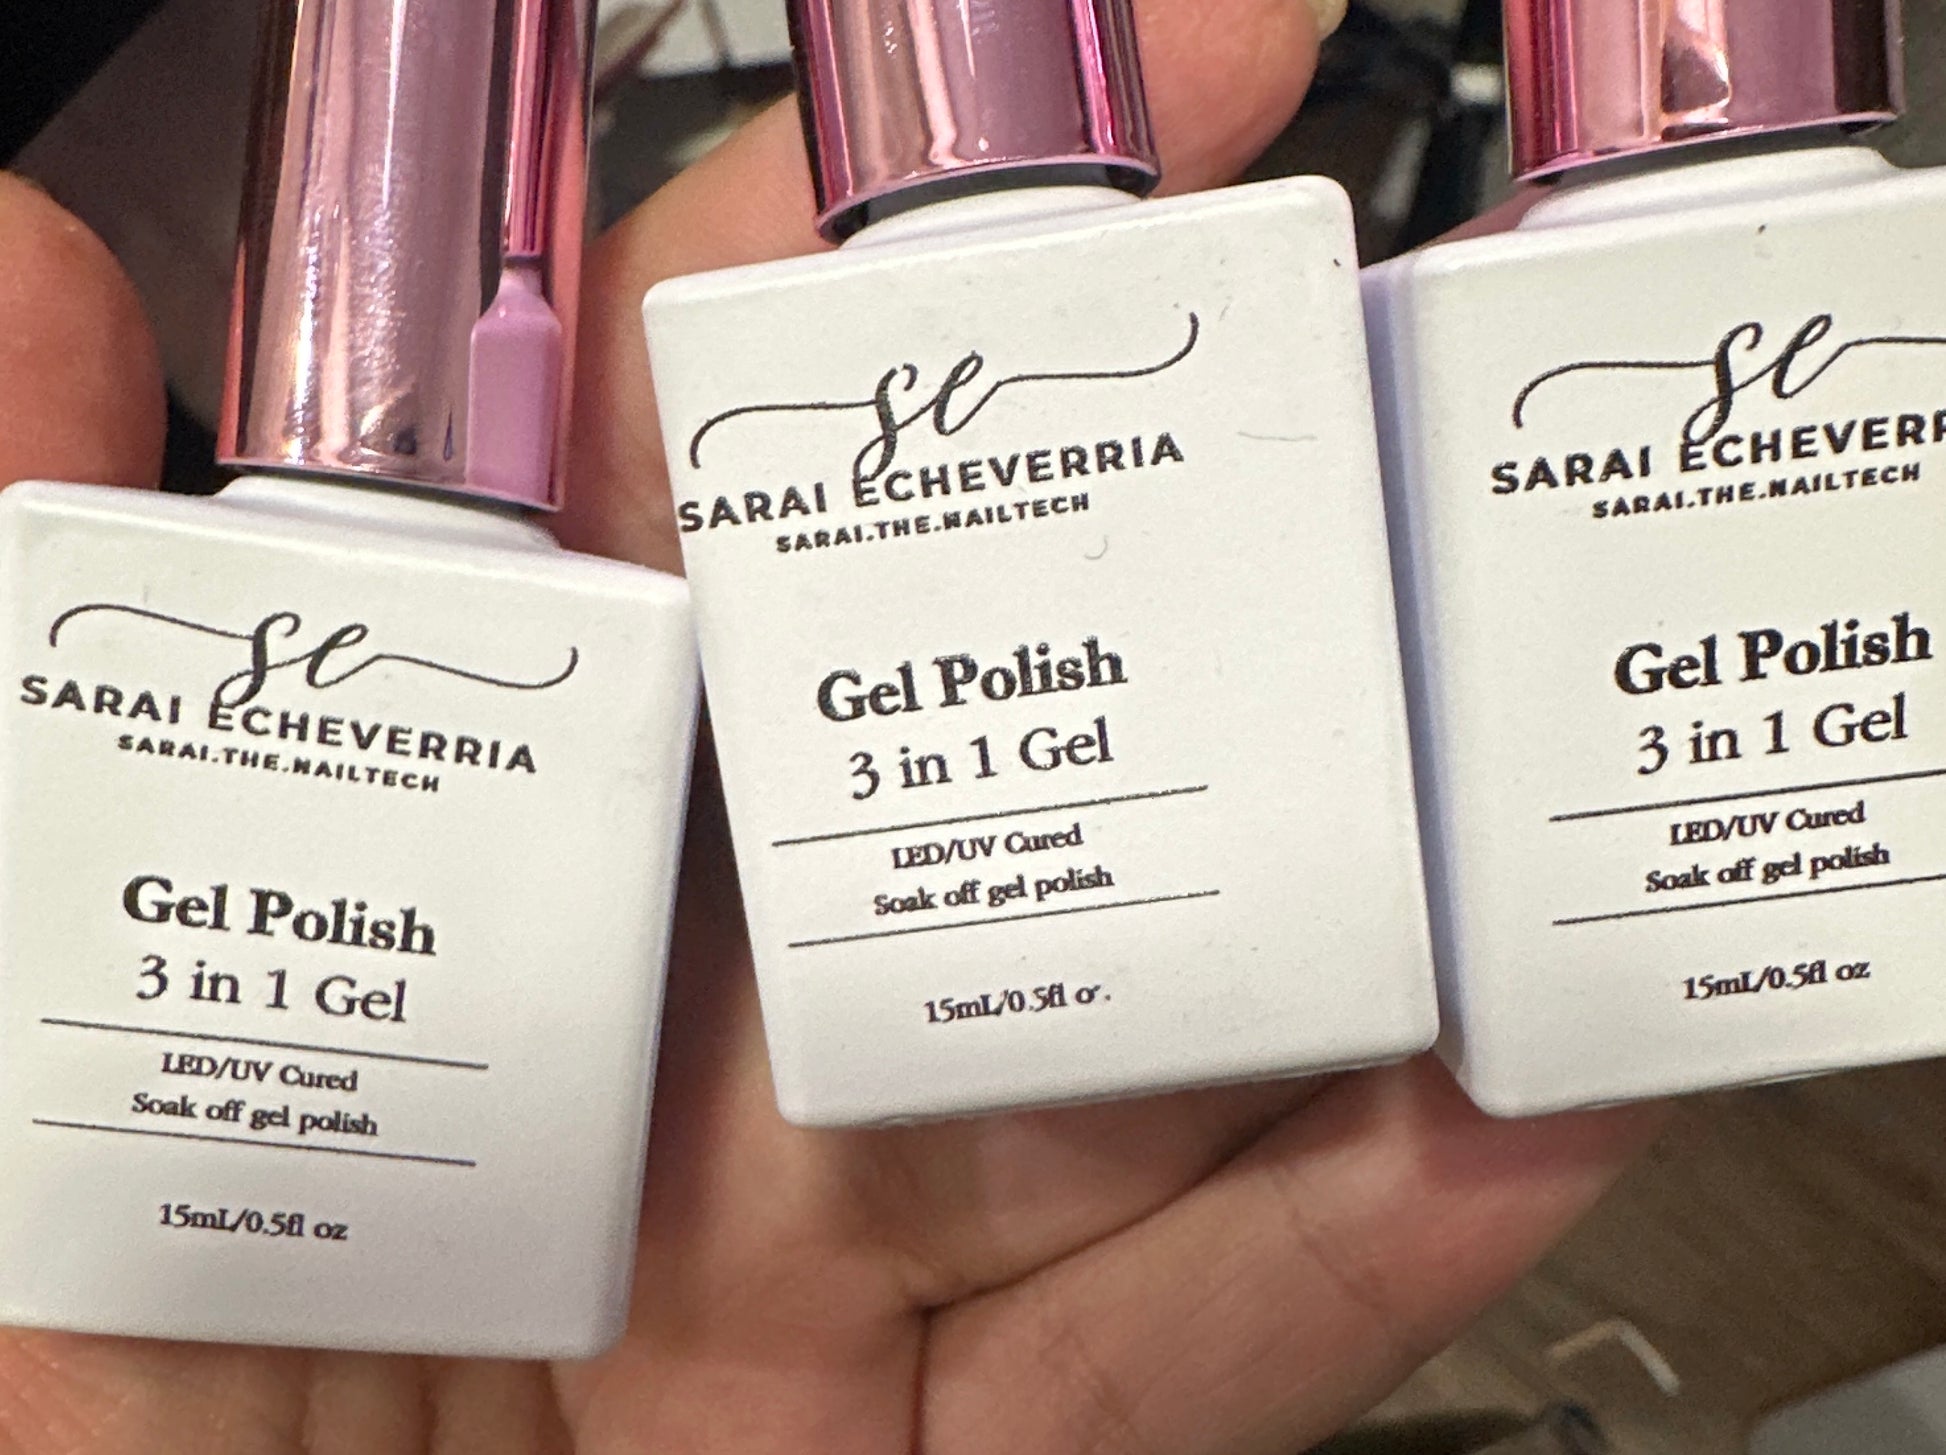 se
SARAI ECHEVERRIA
SARAI.THE.NAILTECH
Gel Polish
3 in 1 Gel
LED/UV Cured
Soak off gel polish
15mL/0.5fl oz
se
SARAI ECHEVERRIA
SARAI.THE.NAILTECH
Gel Polish
3 in 1 Gel
LED/UV Cured
Soak off gel polish
15mL/0.5fl
se
SARAI
SARAI.THE.NAILTECH
Gel Polish
3 in 1 Gel
LED/UV Cured
Soak off gel polish
15mL/0.5fl oz